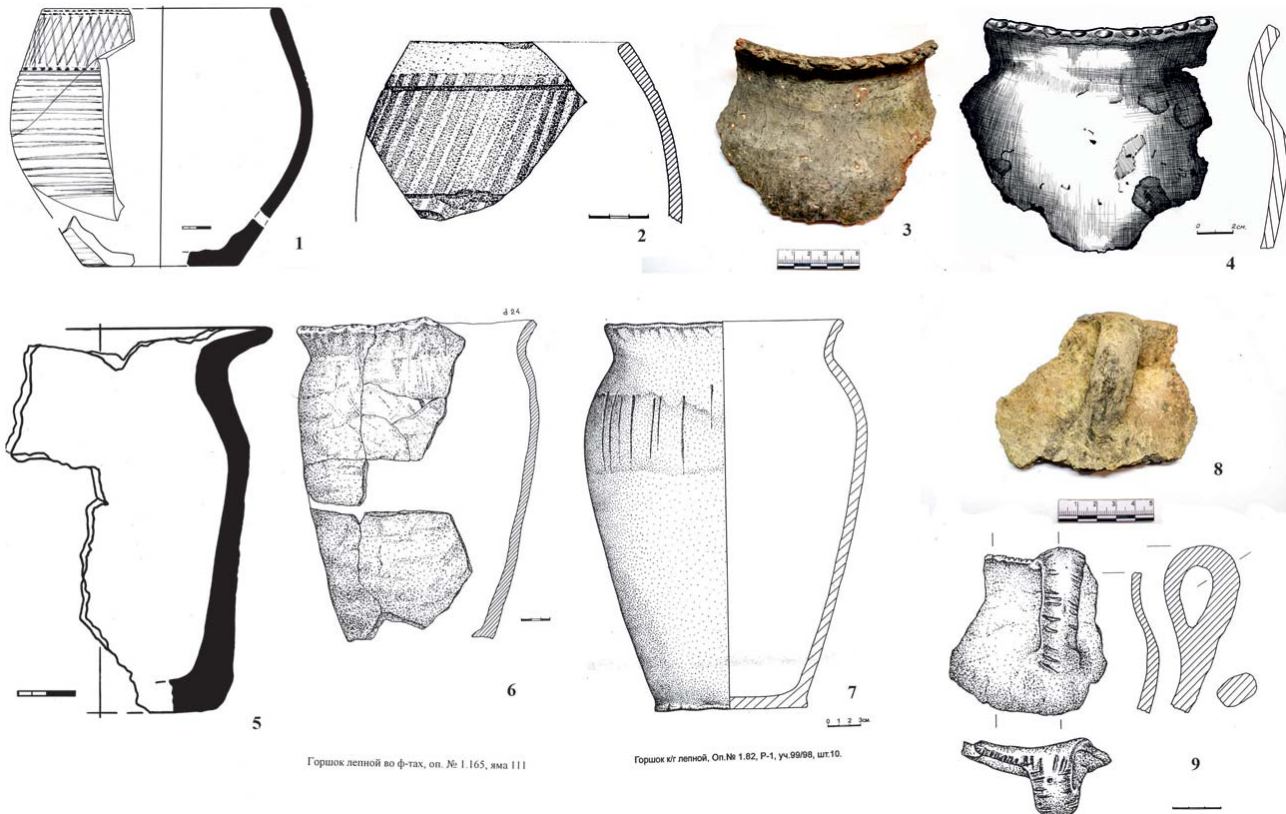 1
2
3
0 2см.
4
d 24
5
6
7
0 1 2 3см.
8
9
Горшок лепной во ф-тах, оп. № 1.165, яма 111
Горшок к/г лепной, Оп.№ 1.82, Р-1, уч.99/98, шт.10.